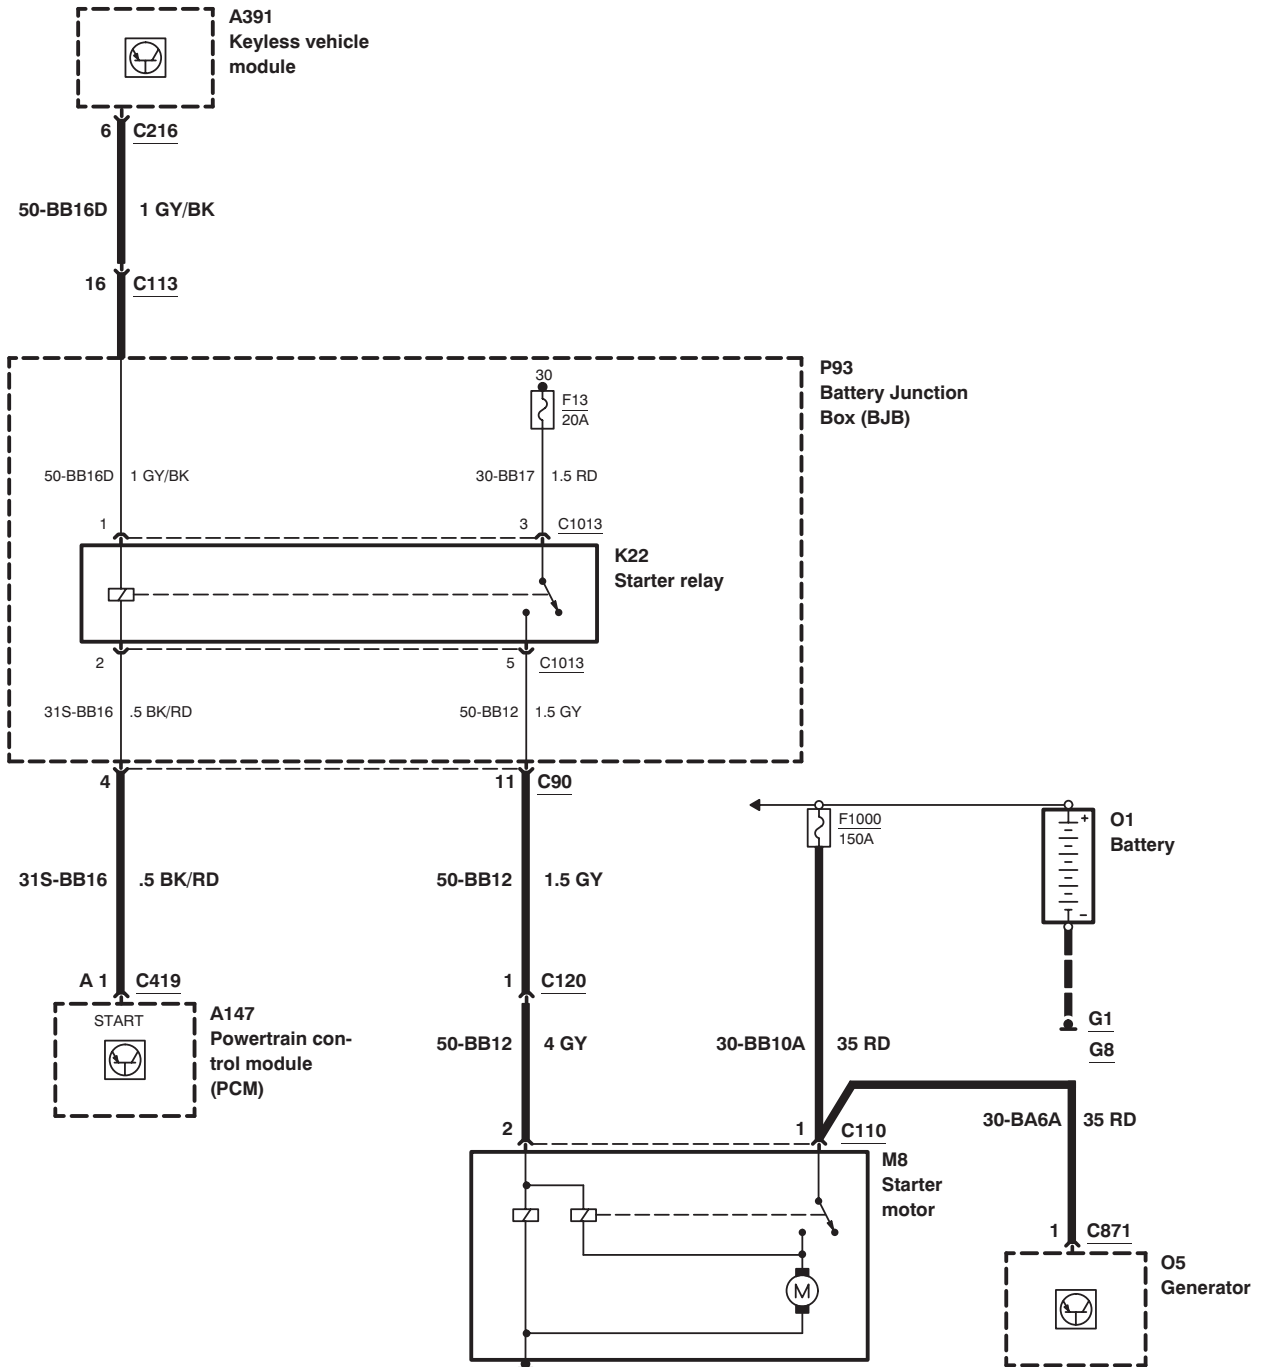 A391
Keyless vehicle
module
6 C216
50-BB16D 1 GY/BK
16 C113
P93
Battery Junction
Box (BJB)
30
F13
20A
50-BB16D 1 GY/BK
30-BB17 1.5 RD
1
3 C1013
K22
Starter relay
2
5 C1013
31S-BB16 .5 BK/RD
50-BB12 1.5 GY
4
11 C90
F1000
150A
+
-
O1
Battery
31S-BB16 .5 BK/RD
50-BB12 1.5 GY
A 1 C419
1 C120
START
A147
Powertrain con-
trol module
(PCM)
50-BB12 4 GY
30-BB10A 35 RD
G1
G8
30-BA6A 35 RD
2
1 C110
M8
Starter
motor
M
1 C871
O5
Generator